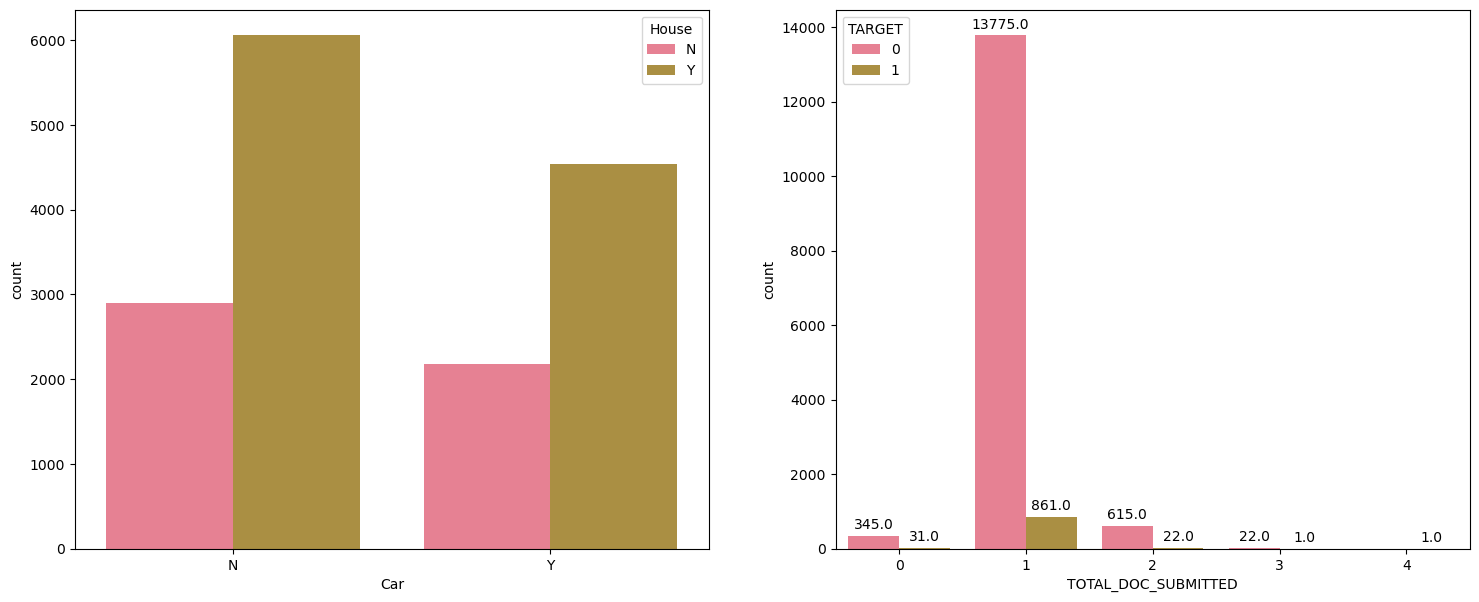 House
N
Y
6000
5000
4000
3000
2000
1000
0
count
N Y
Car
TARGET
0
1
14000
12000
10000
8000
6000
4000
2000
0
count
13775.0
345.0 31.0 861.0 615.0 22.0 22.0 1.0 1.0
0 1 2 3 4
TOTAL_DOC_SUBMITTED